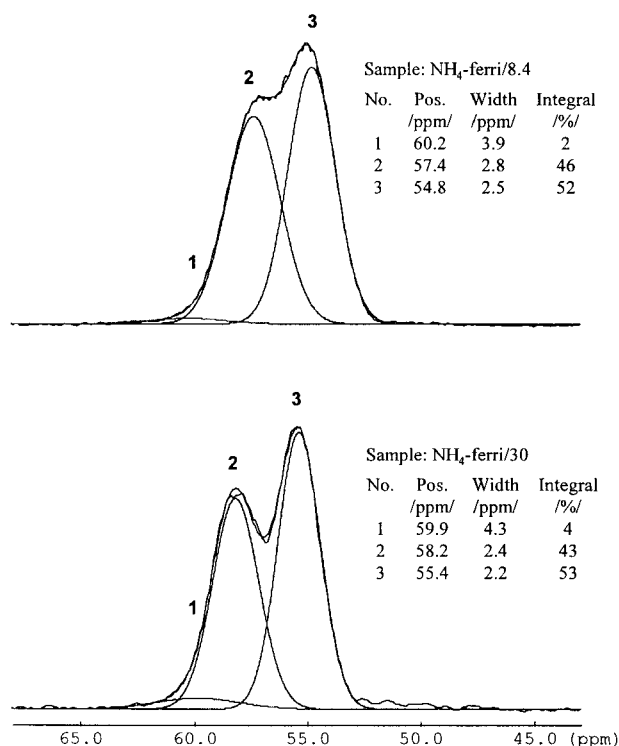 3
2
1
Sample: NH4-ferri/8.4
No. Pos. Width Integral
/ppm/ /ppm/ /%/
1 60.2 3.9 2
2 57.4 2.8 46
3 54.8 2.5 52
3
2
1
Sample: NH4-ferri/30
No. Pos. Width Integral
/ppm/ /ppm/ /%/
1 59.9 4.3 4
2 58.2 2.4 43
3 55.4 2.2 53
65.0 60.0 55.0 50.0 45.0 (ppm)